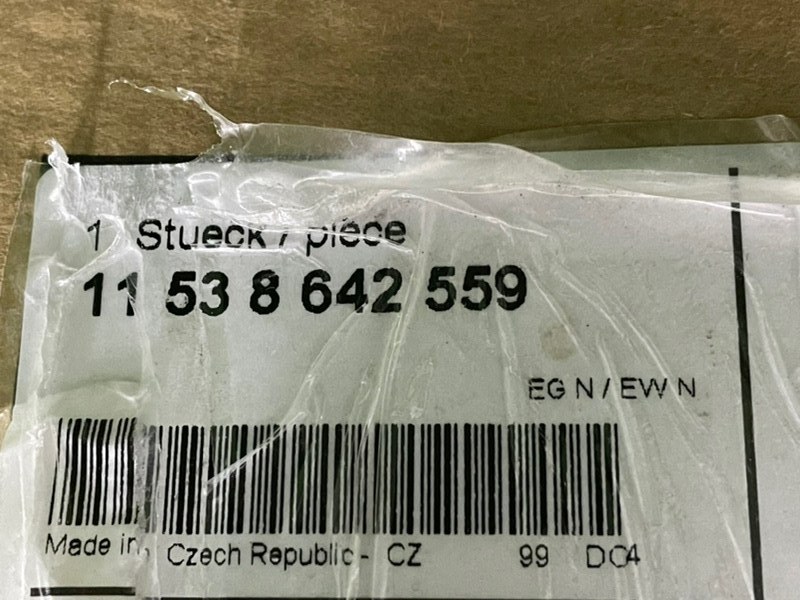 1 Stueck / piece
11 53 8 642 559
EG N / EW N
Made in Czech Republic - CZ 99 DC4